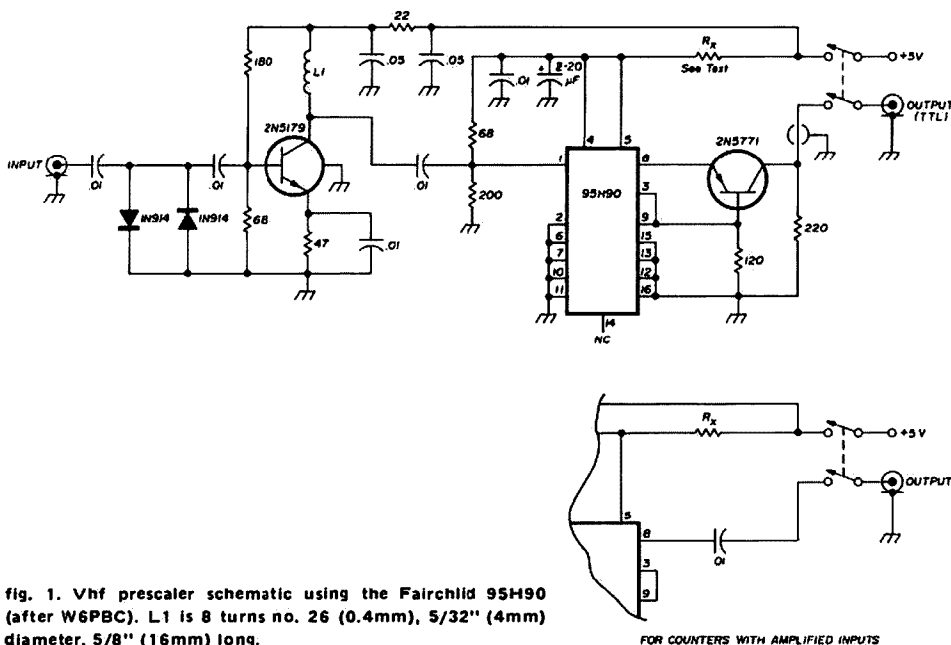 22
180
L1
.05
.05
Rx
See Text
+5V
.01
2-20
µF
OUTPUT
(TTL)
2N5179
68
4
5
2N5771
INPUT
.01
.01
.01
1
8
95H90
3
200
2
9
1N914
1N914
68
47
.01
6
15
220
7
13
120
10
12
11
16
14
NC
Rx
+5V
OUTPUT
5
8
.01
3
9
fig. 1. Vhf prescaler schematic using the Fairchild 95H90
(after W6PBC). L1 is 8 turns no. 26 (0.4mm), 5/32" (4mm)
diameter, 5/8" (16mm) long.
FOR COUNTERS WITH AMPLIFIED INPUTS